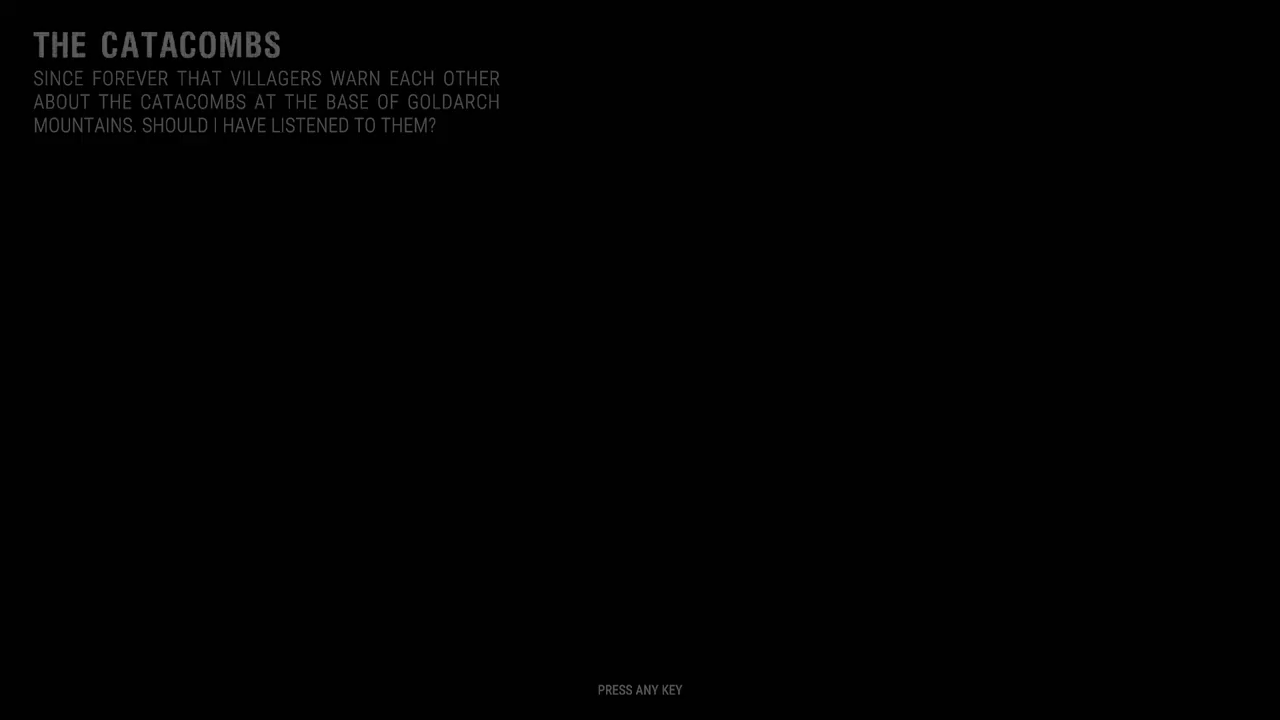 THE CATACOMBS
SINCE FOREVER THAT VILLAGERS WARN EACH OTHER
ABOUT THE CATACOMBS AT THE BASE OF GOLDARCH
MOUNTAINS. SHOULD I HAVE LISTENED TO THEM?
PRESS ANY KEY